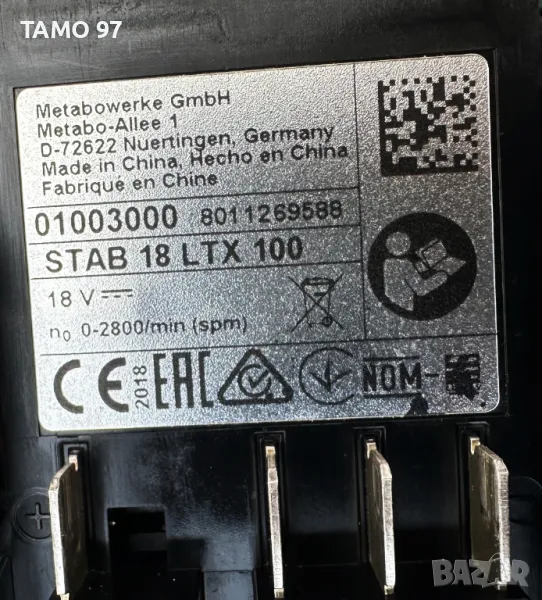 TAMO 97
Metabowerke GmbH
Metabo-Allee 1
D-72622 Nuertingen, Germany
Made in China, Hecho en China
Fabriqué en Chine
01003000 8011269588
STAB 18 LTX 100
18 V
n0 0-2800/min (spm)
CE 2018 EAC NOM-
BAZAR